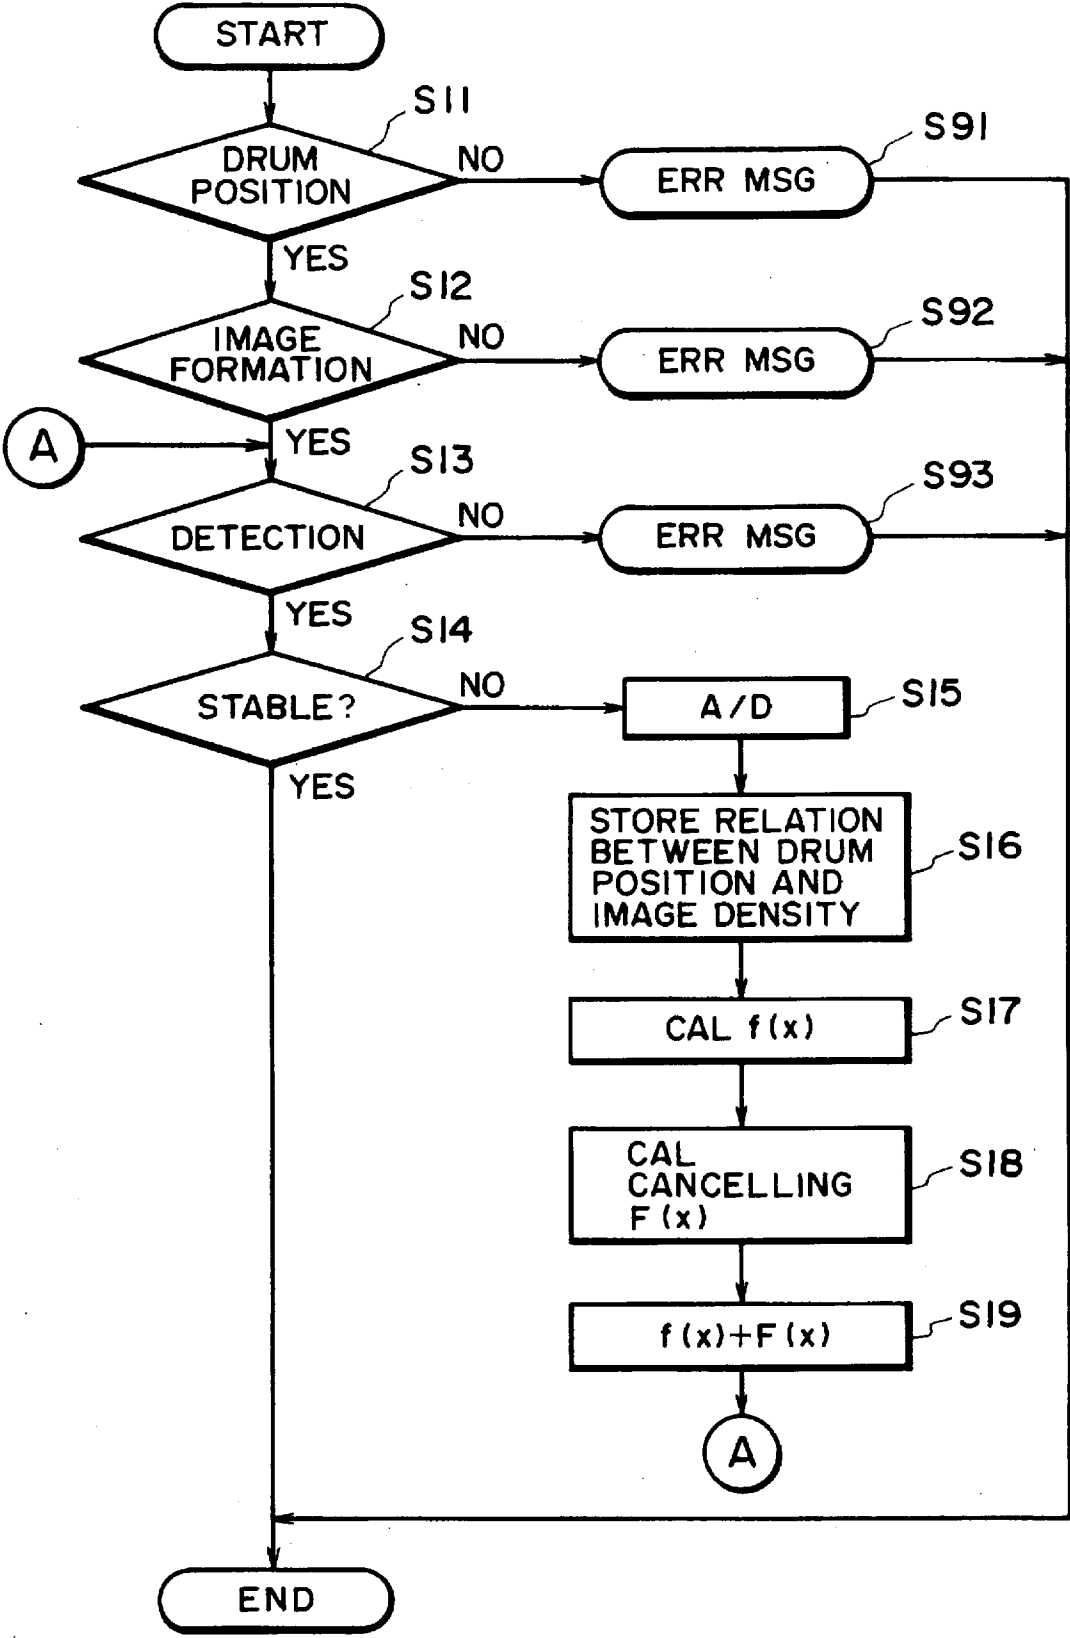 START
S11
DRUM
POSITION
NO
ERR MSG
S91
YES
S12
IMAGE
FORMATION
NO
ERR MSG
S92
A
YES
S13
DETECTION
NO
ERR MSG
S93
YES
S14
STABLE?
NO
A/D
S15
YES
STORE RELATION
BETWEEN DRUM
POSITION AND
IMAGE DENSITY
S16
CAL f(x)
S17
CAL
CANCELLING
F(x)
S18
f(x)+F(x)
S19
A
END